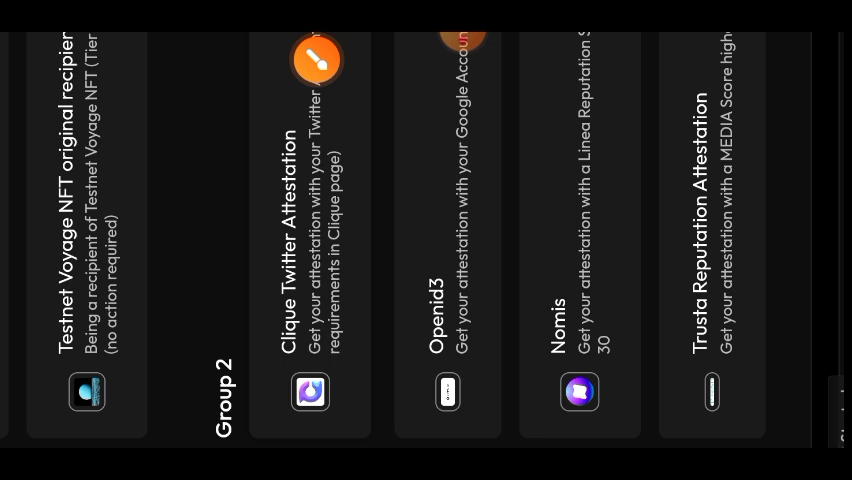 Testnet Voyage NFT original recipien
Being a recipient of Testnet Voyage NFT (Tier
(no action required)
Group 2
Clique Twitter Attestation
Get your attestation with your Twitter
requirements in Clique page)
Openid3
Get your attestation with your Google Accoun
Nomis
Get your attestation with a Linea Reputation S
30
Trusta Reputation Attestation
Get your attestation with a MEDIA Score high